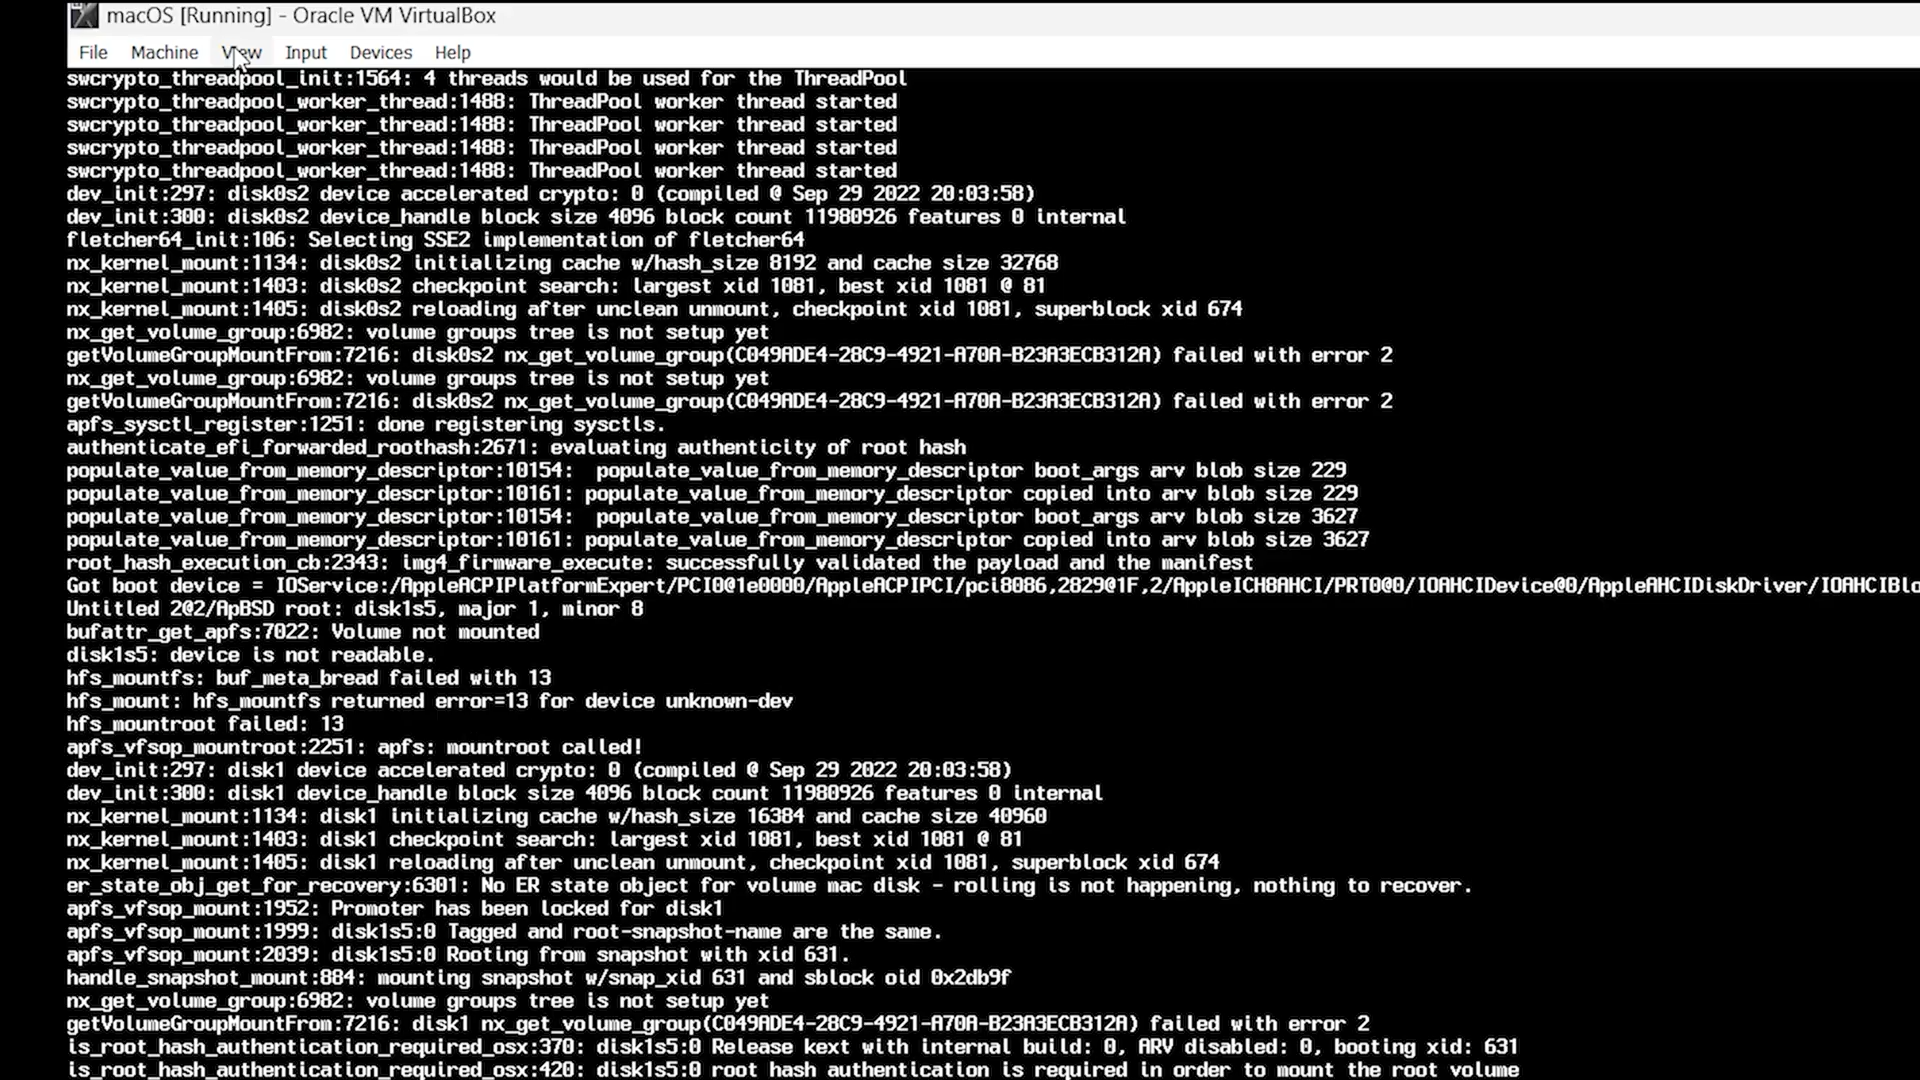 macOS [Running] - Oracle VM VirtualBox
File Machine View Input Devices Help
swcrypto_threadpool_init:1564: 4 threads would be used for the ThreadPool
swcrypto_threadpool_worker_thread:1488: ThreadPool worker thread started
swcrypto_threadpool_worker_thread:1488: ThreadPool worker thread started
swcrypto_threadpool_worker_thread:1488: ThreadPool worker thread started
swcrypto_threadpool_worker_thread:1488: ThreadPool worker thread started
dev_init:297: disk0s2 device accelerated crypto: 0 (compiled @ Sep 29 2022 20:03:58)
dev_init:300: disk0s2 device_handle block size 4096 block count 11980926 features 0 internal
fletcher64_init:106: Selecting SSE2 implementation of fletcher64
nx_kernel_mount:1134: disk0s2 initializing cache w/hash_size 8192 and cache size 32768
nx_kernel_mount:1403: disk0s2 checkpoint search: largest xid 1081, best xid 1081 @ 81
nx_kernel_mount:1405: disk0s2 reloading after unclean unmount, checkpoint xid 1081, superblock xid 674
nx_get_volume_group:6982: volume groups tree is not setup yet
getVolumeGroupMountFrom:7216: disk0s2 nx_get_volume_group(C049ADE4-28C9-4921-A70A-B23A3ECB312A) failed with error 2
nx_get_volume_group:6982: volume groups tree is not setup yet
getVolumeGroupMountFrom:7216: disk0s2 nx_get_volume_group(C049ADE4-28C9-4921-A70A-B23A3ECB312A) failed with error 2
apfs_sysctl_register:1251: done registering sysctls.
authenticate_efi_forwarded_roothash:2671: evaluating authenticity of root hash
populate_value_from_memory_descriptor:10154:  populate_value_from_memory_descriptor boot_args arv blob size 229
populate_value_from_memory_descriptor:10161: populate_value_from_memory_descriptor copied into arv blob size 229
populate_value_from_memory_descriptor:10154:  populate_value_from_memory_descriptor boot_args arv blob size 3627
populate_value_from_memory_descriptor:10161: populate_value_from_memory_descriptor copied into arv blob size 3627
root_hash_execution_cb:2343: img4_firmware_execute: successfully validated the payload and the manifest
Got boot device = IOService:/AppleACPIPlatformExpert/PCI0@1e0000/AppleACPIPCI/pci8086,2829@1F,2/AppleICH8AHCI/PRT0@0/IOAHCIDevice@0/AppleAHCIDiskDriver/IOAHCIBlo
Untitled 2@2/ApBSD root: disk1s5, major 1, minor 8
bufattr_get_apfs:7022: Volume not mounted
disk1s5: device is not readable.
hfs_mountfs: buf_meta_bread failed with 13
hfs_mount: hfs_mountfs returned error=13 for device unknown-dev
hfs_mountroot failed: 13
apfs_vfsop_mountroot:2251: apfs: mountroot called!
dev_init:297: disk1 device accelerated crypto: 0 (compiled @ Sep 29 2022 20:03:58)
dev_init:300: disk1 device_handle block size 4096 block count 11980926 features 0 internal
nx_kernel_mount:1134: disk1 initializing cache w/hash_size 16384 and cache size 40960
nx_kernel_mount:1403: disk1 checkpoint search: largest xid 1081, best xid 1081 @ 81
nx_kernel_mount:1405: disk1 reloading after unclean unmount, checkpoint xid 1081, superblock xid 674
er_state_obj_get_for_recovery:6301: No ER state object for volume mac disk - rolling is not happening, nothing to recover.
apfs_vfsop_mount:1952: Promoter has been locked for disk1
apfs_vfsop_mount:1999: disk1s5:0 Tagged and root-snapshot-name are the same.
apfs_vfsop_mount:2039: disk1s5:0 Rooting from snapshot with xid 631.
handle_snapshot_mount:884: mounting snapshot w/snap_xid 631 and sblock oid 0x2db9f
nx_get_volume_group:6982: volume groups tree is not setup yet
getVolumeGroupMountFrom:7216: disk1 nx_get_volume_group(C049ADE4-28C9-4921-A70A-B23A3ECB312A) failed with error 2
is_root_hash_authentication_required_osx:370: disk1s5:0 Release kext with internal build: 0, ARV disabled: 0, booting xid: 631
is_root_hash_authentication_required_osx:420: disk1s5:0 root hash authentication is required in order to mount the root volume